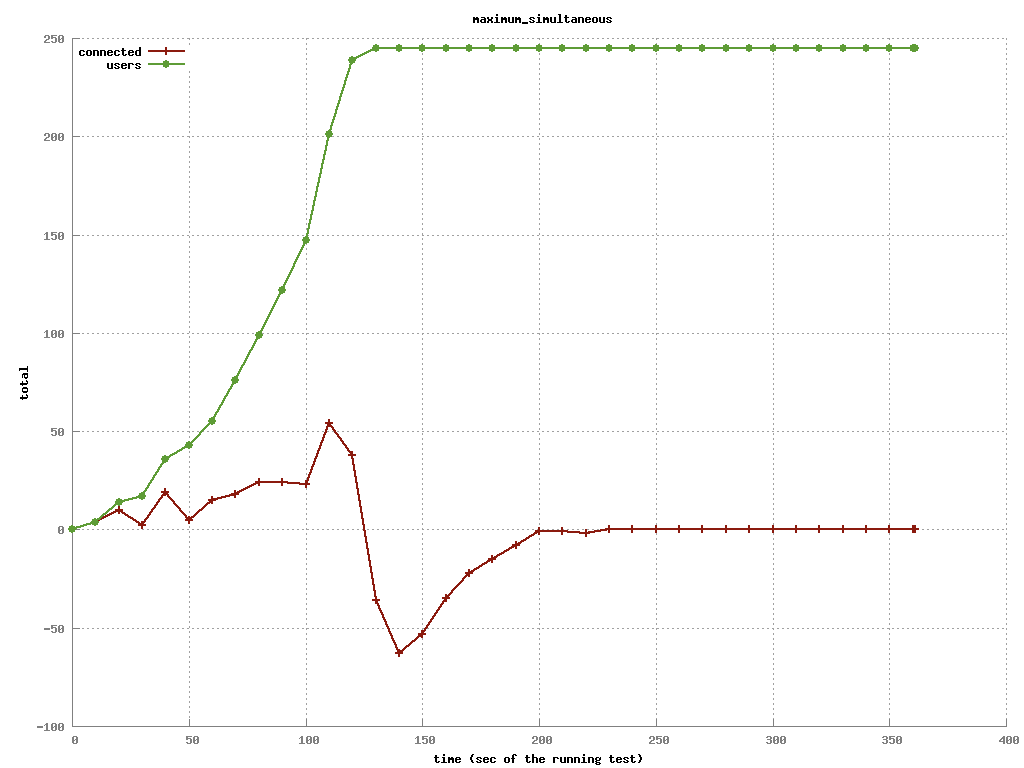 maximum_simultaneous
connected
users
250
200
150
100
50
0
-50
-100
total
0 50 100 150 200 250 300 350 400
time (sec of the running test)